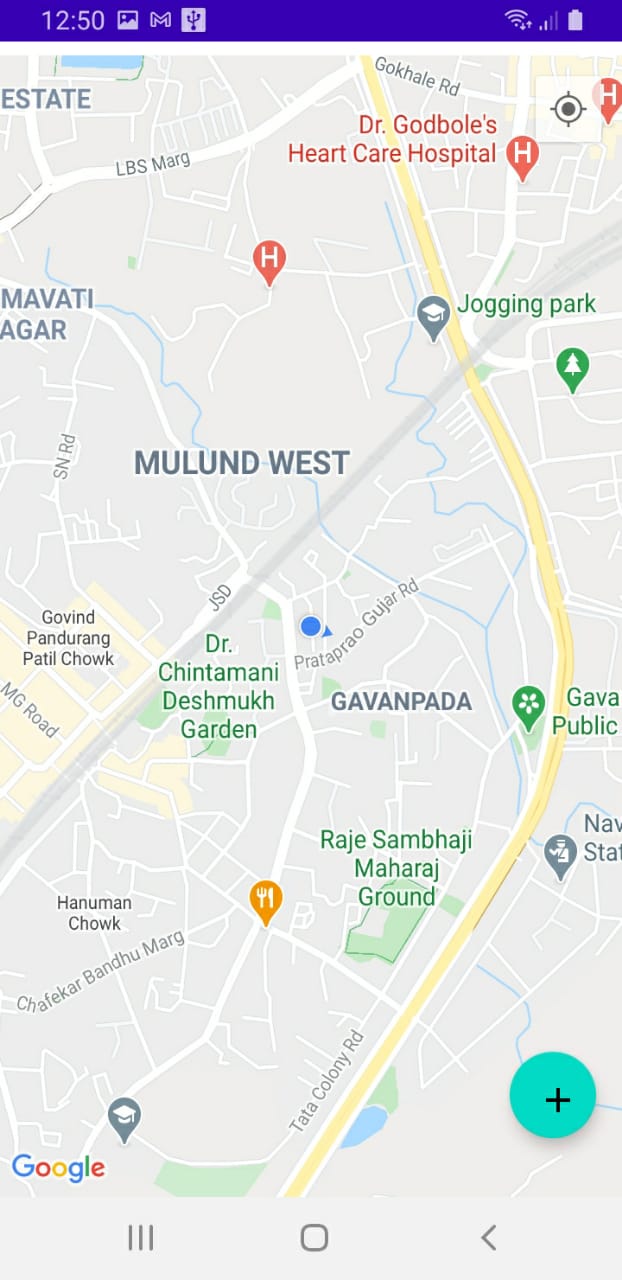 12:50
Gokhale Rd
ESTATE
H
Dr. Godbole's
Heart Care Hospital
H
LBS Marg
H
MAVATI
AGAR
Jogging park
SN Rd
MULUND WEST
JSD
Prataprao Gujar Rd
Govind
Pandurang
Patil Chowk
Dr.
Chintamani
Deshmukh
Garden
MG Road
GAVANPADA
Gava
Public
Raje Sambhaji
Maharaj
Ground
Nav
Stat
Hanuman
Chowk
Chafekar Bandhu Marg
Tata Colony Rd
+
Google